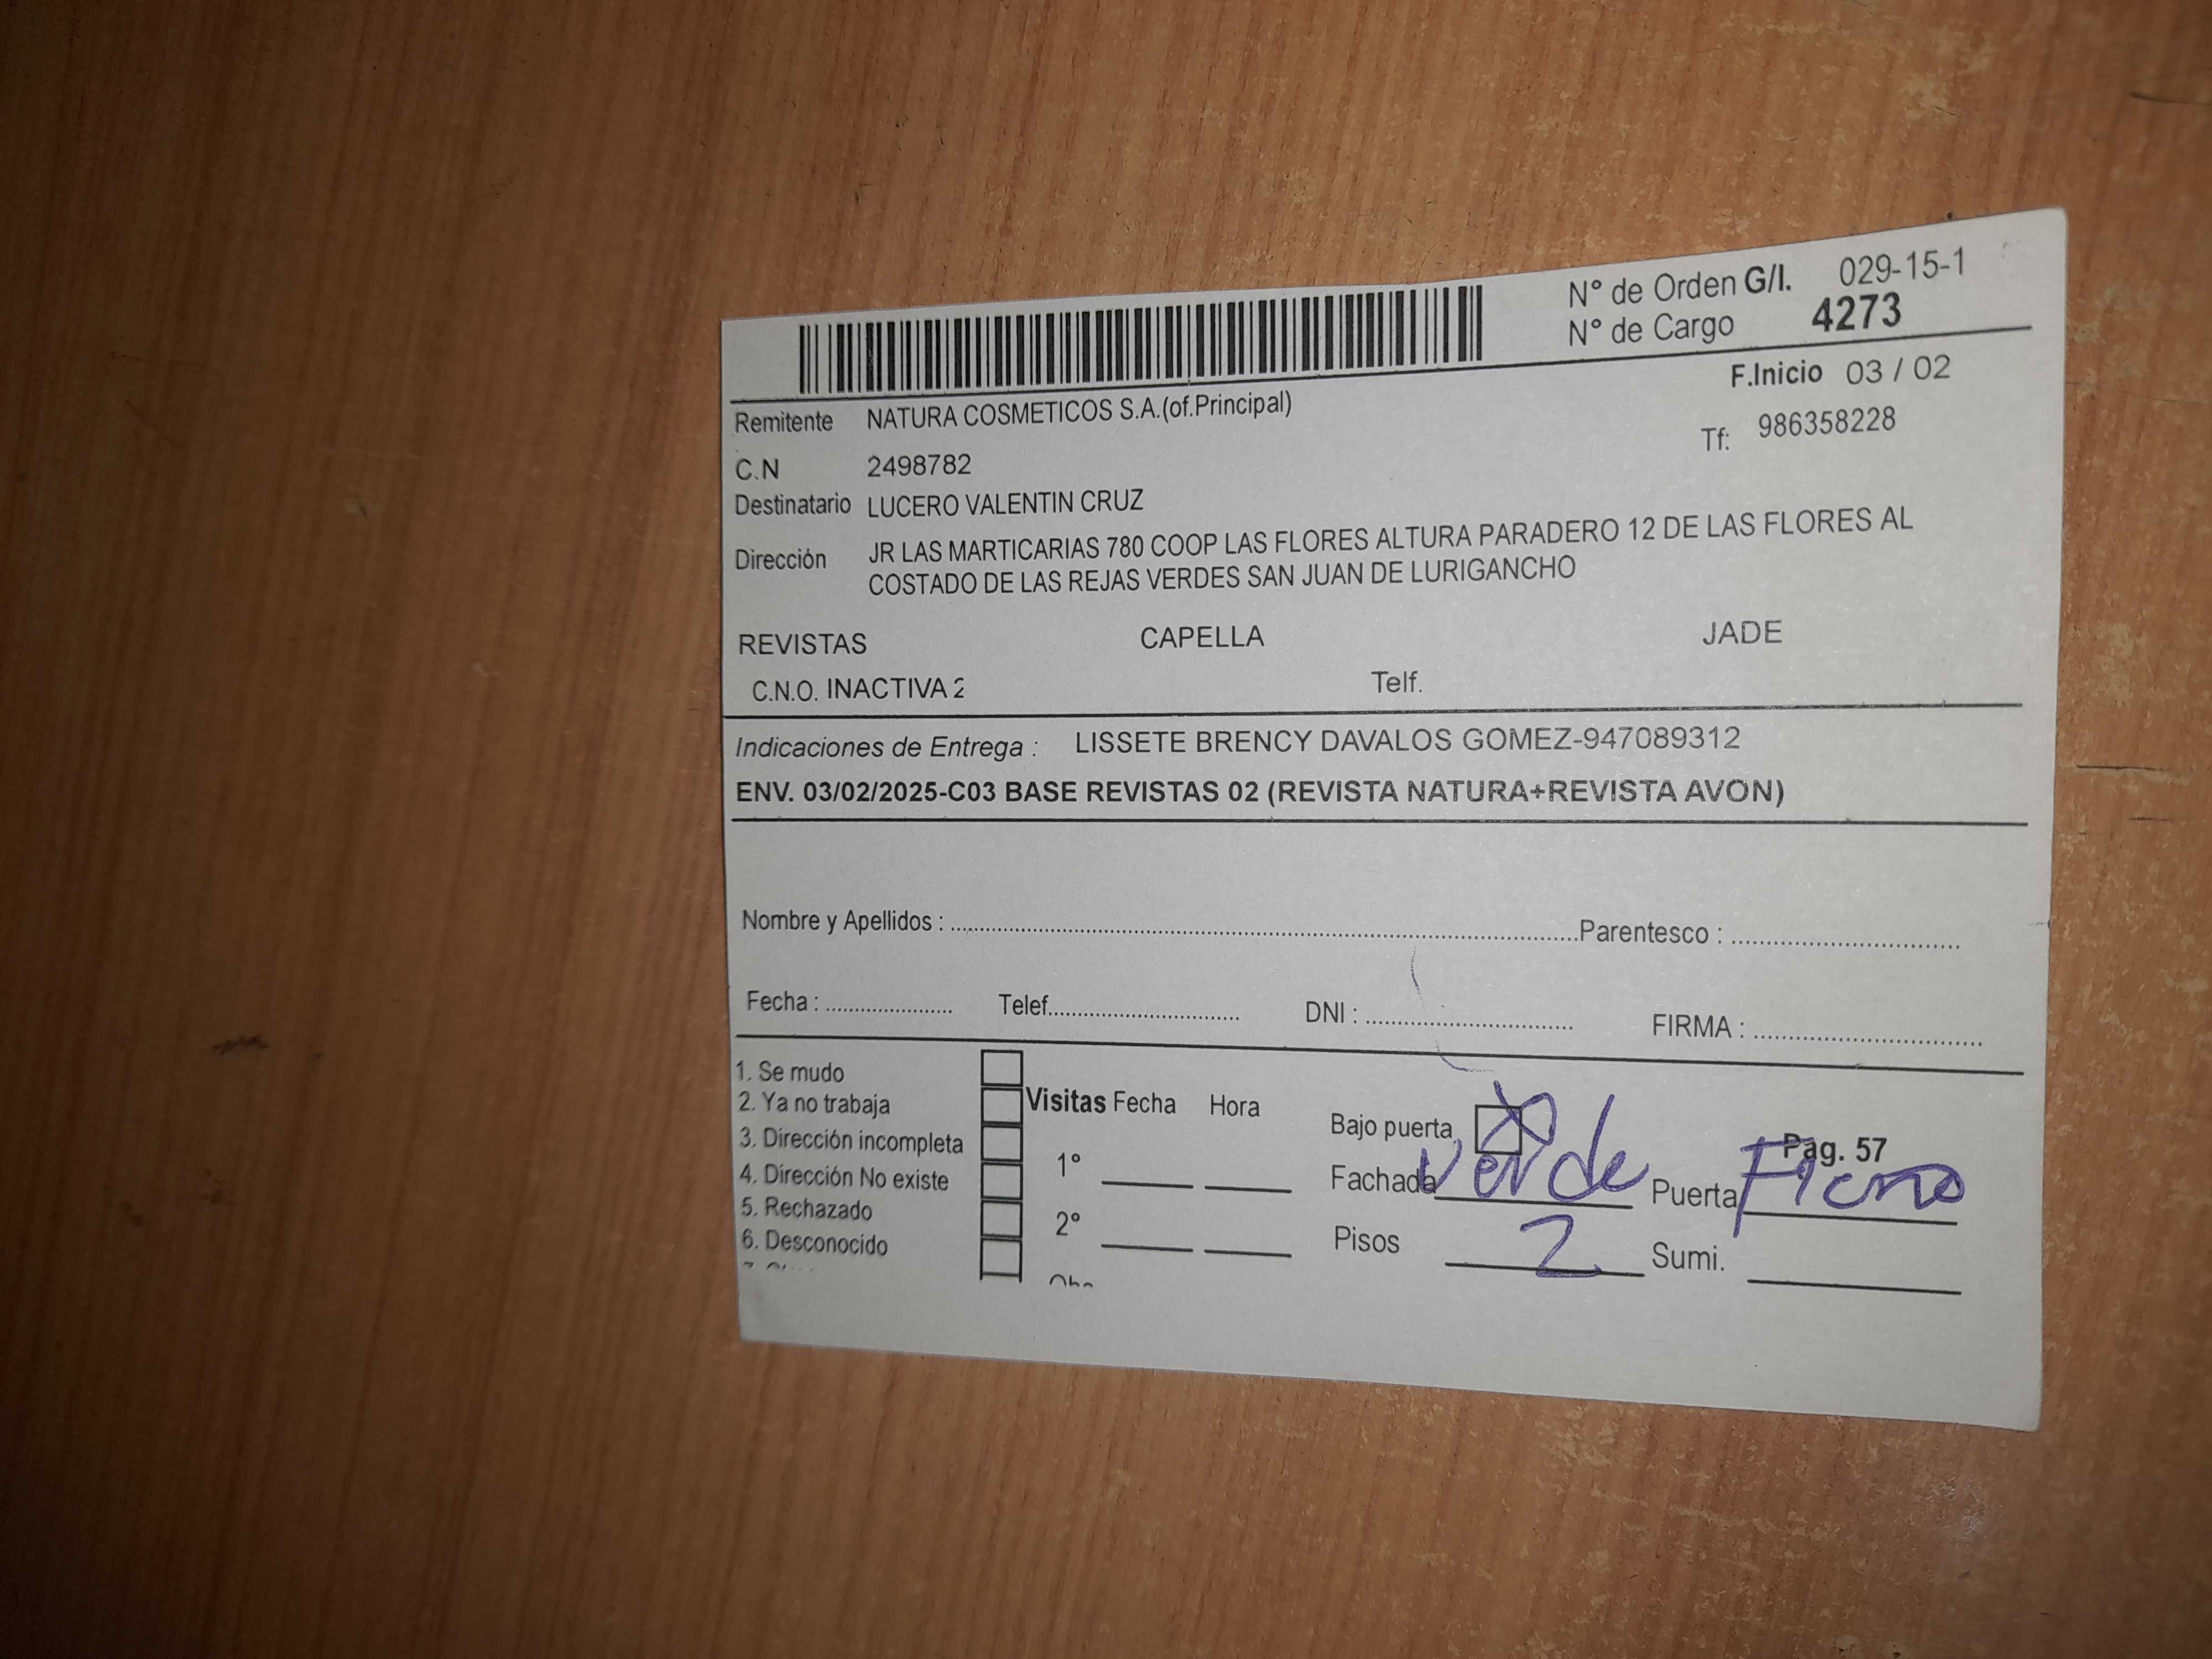 N° de Orden G/I. 029-15-1
N° de Cargo 4273
F.Inicio 03 / 02
Remitente NATURA COSMETICOS S.A.(of.Principal)
Tf: 986358228
C.N 2498782
Destinatario LUCERO VALENTIN CRUZ
Dirección JR LAS MARTICARIAS 780 COOP LAS FLORES ALTURA PARADERO 12 DE LAS FLORES AL
COSTADO DE LAS REJAS VERDES SAN JUAN DE LURIGANCHO
REVISTAS CAPELLA JADE
C.N.O. INACTIVA 2 Telf.
Indicaciones de Entrega : LISSETE BRENCY DAVALOS GOMEZ-947089312
ENV. 03/02/2025-C03 BASE REVISTAS 02 (REVISTA NATURA+REVISTA AVON)
Nombre y Apellidos : Parentesco :
Fecha : Telef. DNI : FIRMA :
1. Se mudo
2. Ya no trabaja
3. Dirección incompleta
4. Dirección No existe
5. Rechazado
6. Desconocido
Visitas Fecha Hora
1°
2°
Bajo puerta X Pag. 57
Fachada Verde Puerta Fierro
Pisos 2 Sumi.